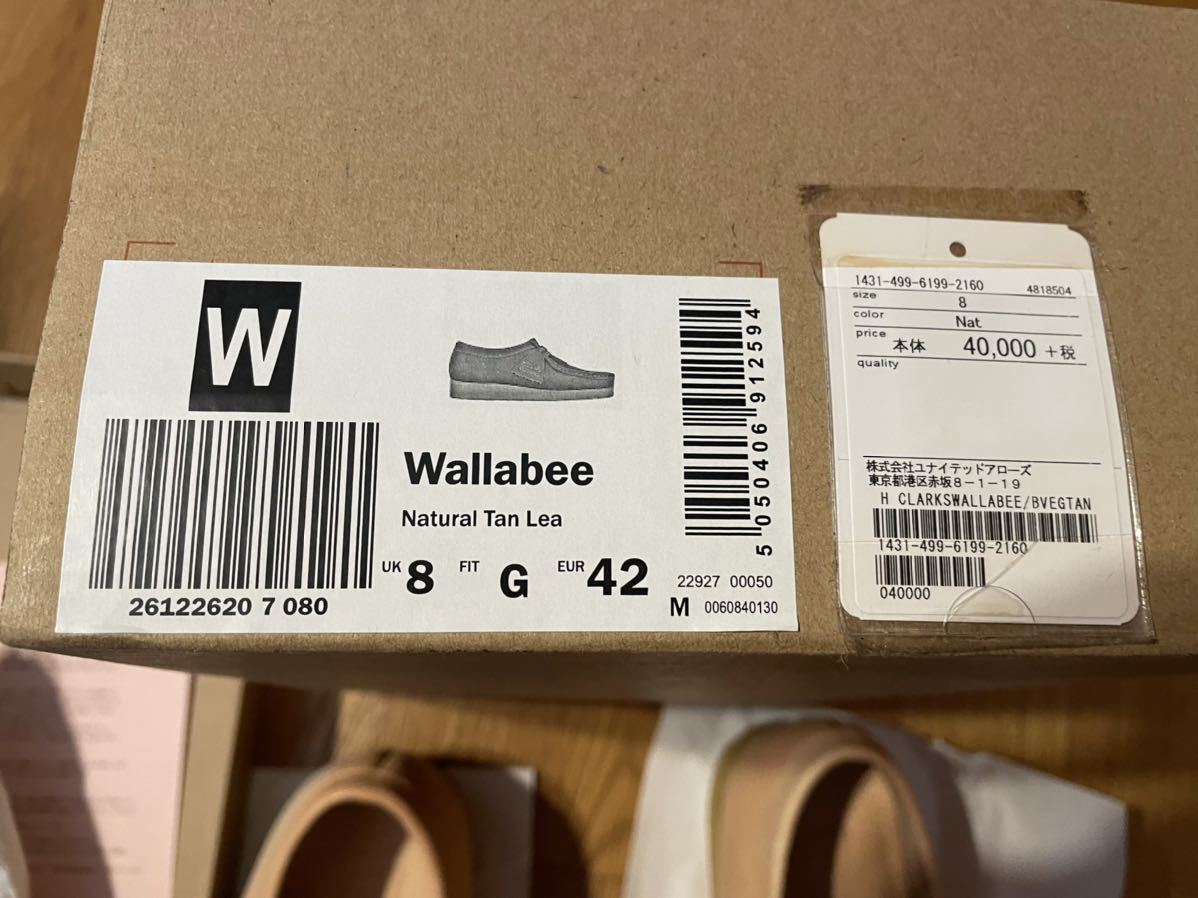 W
26122620 7 080
Wallabee
Natural Tan Lea
UK 8 FIT G EUR 42
5 050406 912594
22927 00050
M 0060840130
1431-499-6199-2160 4818504
size 8
color Nat
price 本体 40,000 +税
quality
株式会社ユナイテッドアローズ
東京都港区赤坂8-1-19
H CLARKSWALLABEE/BVEGTAN
1431-499-6199-2160
040000